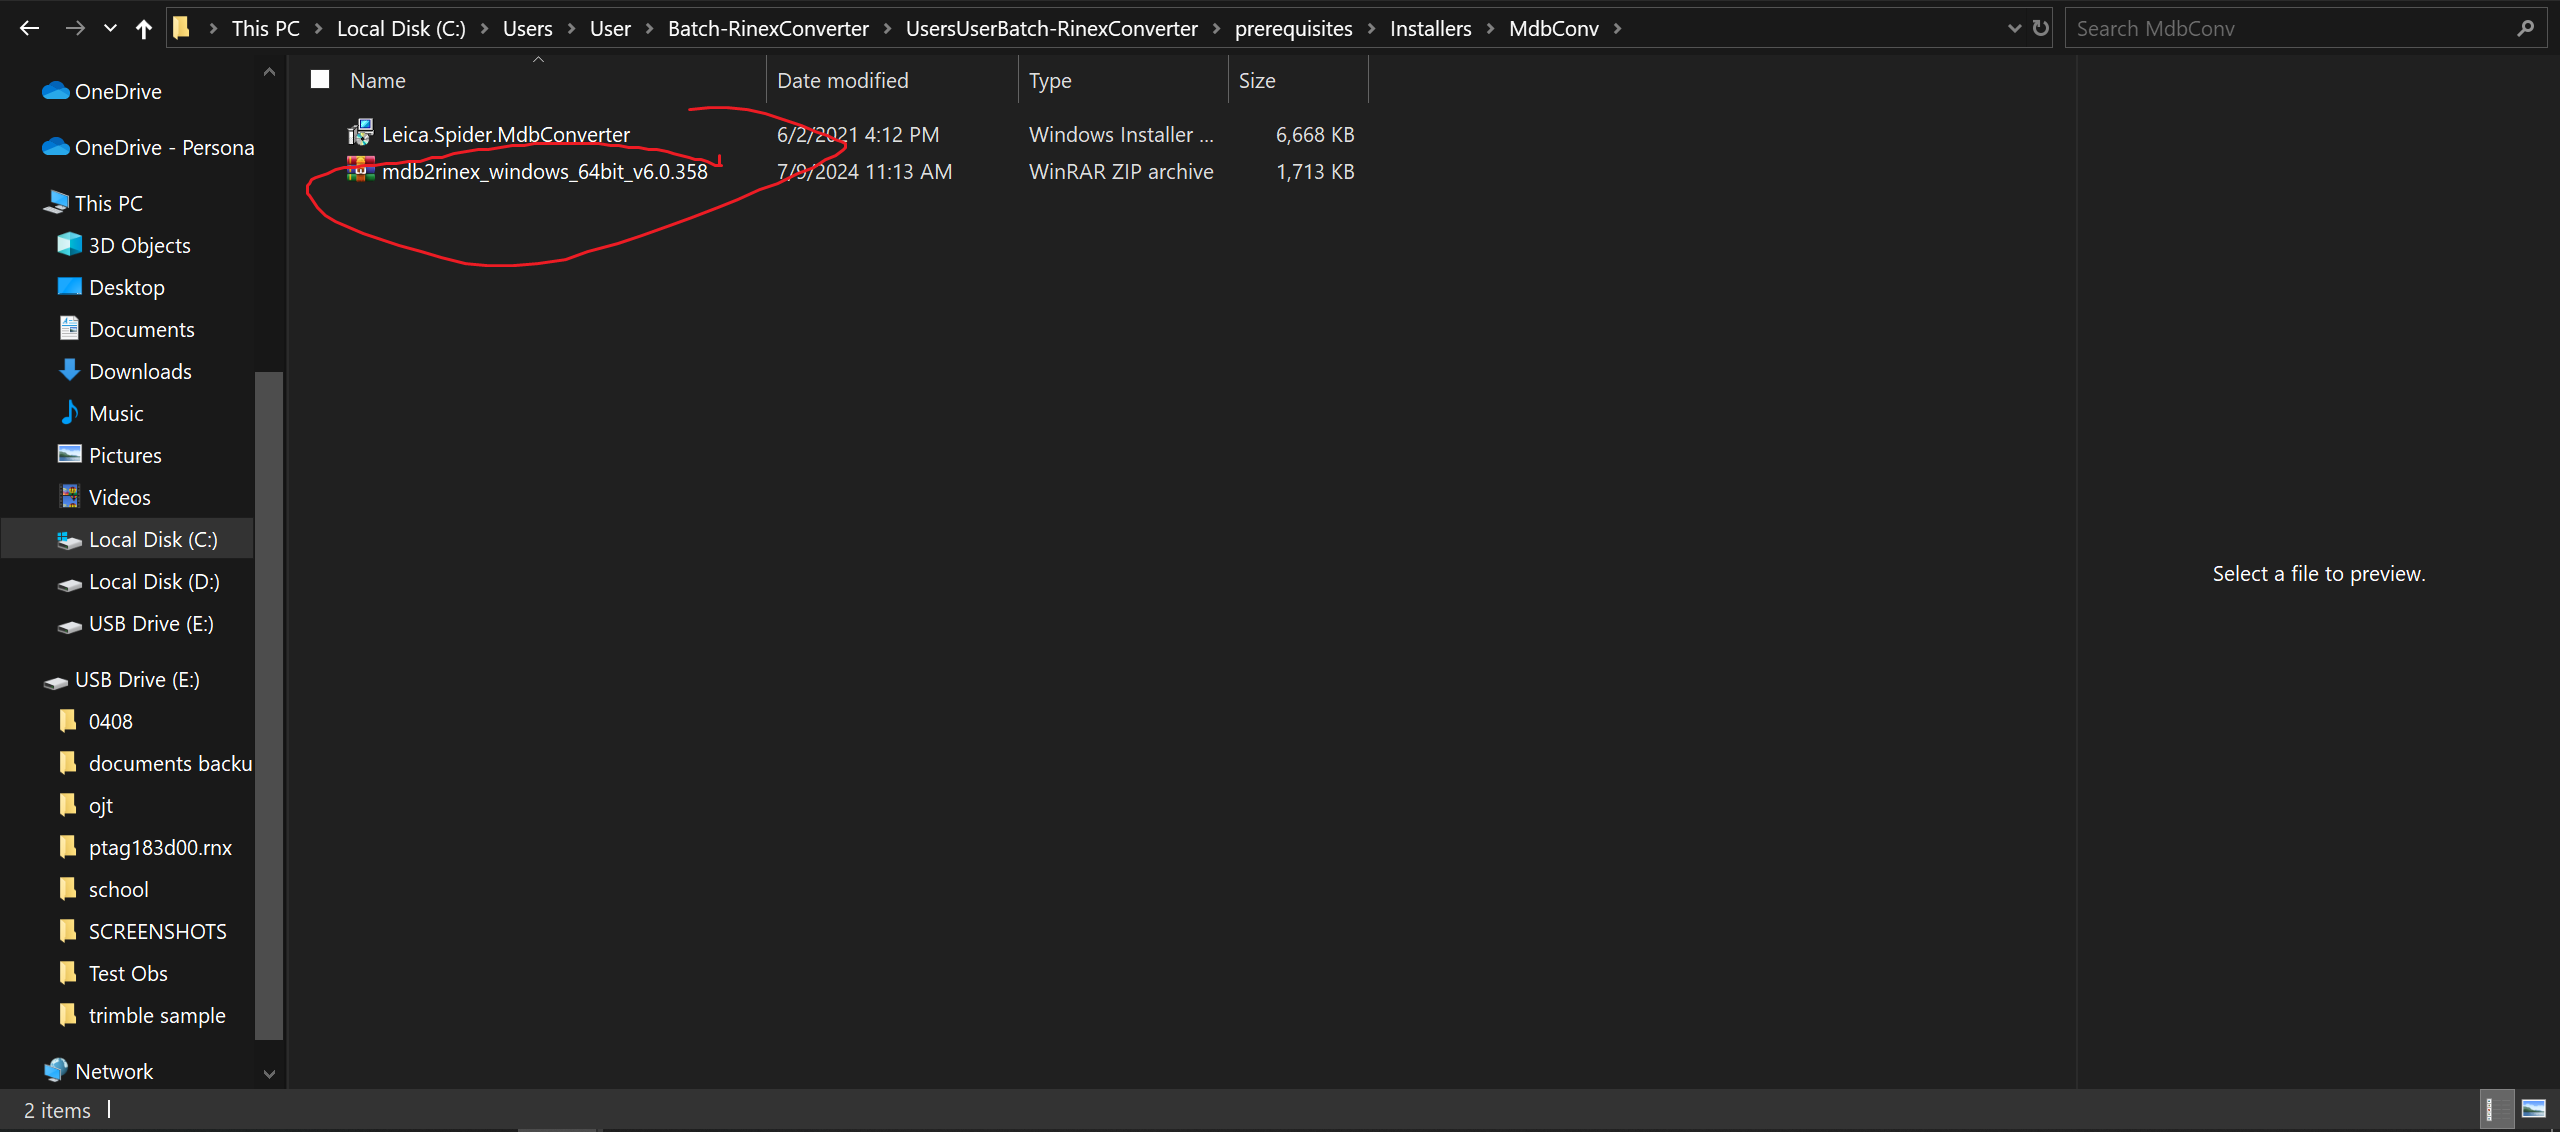 This PC > Local Disk (C:) > Users > User > Batch-RinexConverter > UsersUserBatch-RinexConverter > prerequisites > Installers > MdbConv >
Search MdbConv
Name
Date modified
Type
Size
Leica.Spider.MdbConverter
6/2/2021 4:12 PM
Windows Installer ...
6,668 KB
mdb2rinex_windows_64bit_v6.0.358
7/9/2024 11:13 AM
WinRAR ZIP archive
1,713 KB
OneDrive
OneDrive - Persona
This PC
3D Objects
Desktop
Documents
Downloads
Music
Pictures
Videos
Local Disk (C:)
Local Disk (D:)
USB Drive (E:)
USB Drive (E:)
0408
documents backu
ojt
ptag183d00.rnx
school
SCREENSHOTS
Test Obs
trimble sample
Network
Select a file to preview.
2 items